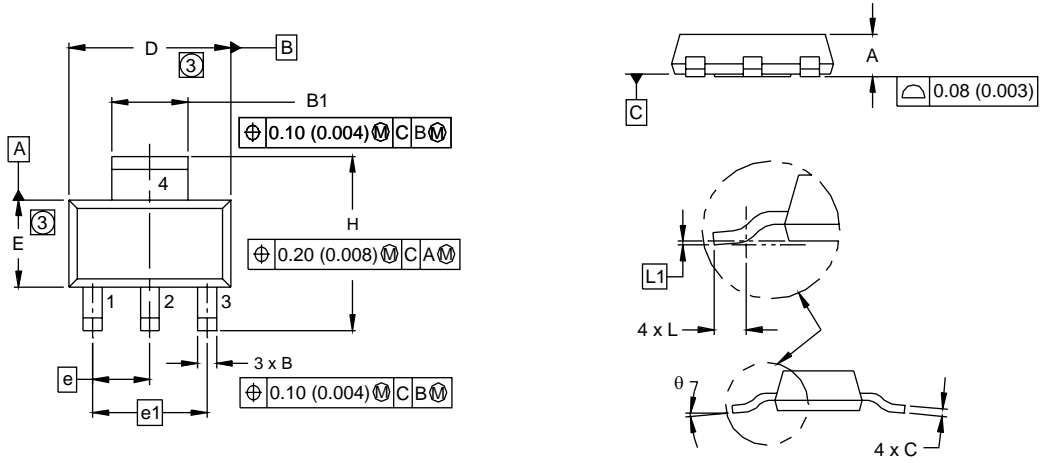 D
B
3
B1
⌖ 0.10 (0.004) Ⓜ C B Ⓜ
A
4
3
E
H
⌖ 0.20 (0.008) Ⓜ C A Ⓜ
1 2 3
3 x B
e
⌖ 0.10 (0.004) Ⓜ C B Ⓜ
e1
A
C
⌓ 0.08 (0.003)
L1
4 x L
θ
4 x C